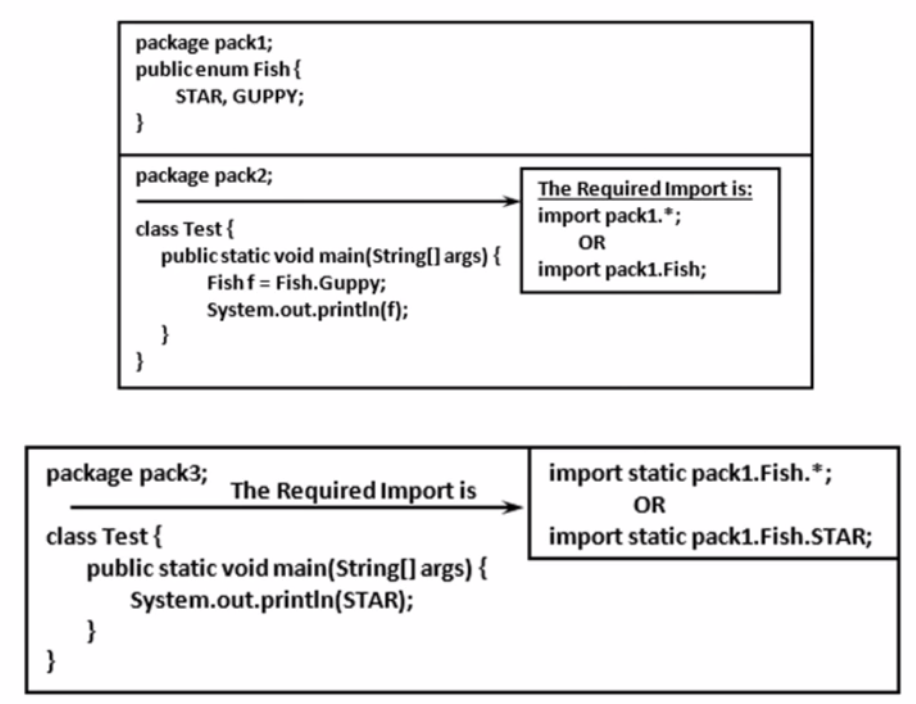 package pack1;
public enum Fish {
STAR, GUPPY;
}
package pack2;
The Required Import is:
import pack1.*;
OR
import pack1.Fish;
class Test {
public static void main(String[] args) {
Fish f = Fish.Guppy;
System.out.println(f);
}
}
package pack3;
The Required Import is
import static pack1.Fish.*;
OR
import static pack1.Fish.STAR;
class Test {
public static void main(String[] args) {
System.out.println(STAR);
}
}